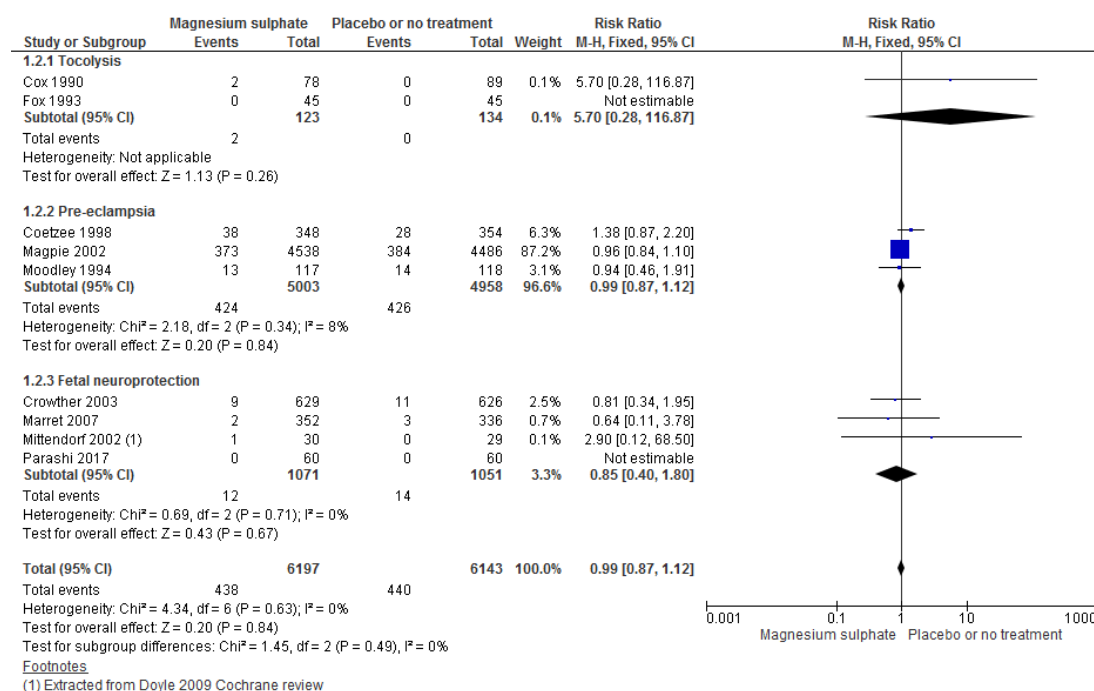 Magnesium sulphate Placebo or no treatment Risk Ratio Risk Ratio
Study or Subgroup Events Total Events Total Weight M-H, Fixed, 95% CI M-H, Fixed, 95% CI
1.2.1 Tocolysis
Cox 1990 2 78 0 89 0.1% 5.70 [0.28, 116.87]
Fox 1993 0 45 0 45 Not estimable
Subtotal (95% CI) 123 134 0.1% 5.70 [0.28, 116.87]
Total events 2 0
Heterogeneity: Not applicable
Test for overall effect: Z = 1.13 (P = 0.26)
1.2.2 Pre-eclampsia
Coetzee 1998 38 348 28 354 6.3% 1.38 [0.87, 2.20]
Magpie 2002 373 4538 384 4486 87.2% 0.96 [0.84, 1.10]
Moodley 1994 13 117 14 118 3.1% 0.94 [0.46, 1.91]
Subtotal (95% CI) 5003 4958 96.6% 0.99 [0.87, 1.12]
Total events 424 426
Heterogeneity: Chi² = 2.18, df = 2 (P = 0.34); I² = 8%
Test for overall effect: Z = 0.20 (P = 0.84)
1.2.3 Fetal neuroprotection
Crowther 2003 9 629 11 626 2.5% 0.81 [0.34, 1.95]
Marret 2007 2 352 3 336 0.7% 0.64 [0.11, 3.78]
Mittendorf 2002 (1) 1 30 0 29 0.1% 2.90 [0.12, 68.50]
Parashi 2017 0 60 0 60 Not estimable
Subtotal (95% CI) 1071 1051 3.3% 0.85 [0.40, 1.80]
Total events 12 14
Heterogeneity: Chi² = 0.69, df = 2 (P = 0.71); I² = 0%
Test for overall effect: Z = 0.43 (P = 0.67)
Total (95% CI) 6197 6143 100.0% 0.99 [0.87, 1.12]
Total events 438 440
Heterogeneity: Chi² = 4.34, df = 6 (P = 0.63); I² = 0%
Test for overall effect: Z = 0.20 (P = 0.84)
Test for subgroup differences: Chi² = 1.45, df = 2 (P = 0.49), I² = 0%
0.001 0.1 1 10 1000
Magnesium sulphate Placebo or no treatment
Footnotes
(1) Extracted from Doyle 2009 Cochrane review